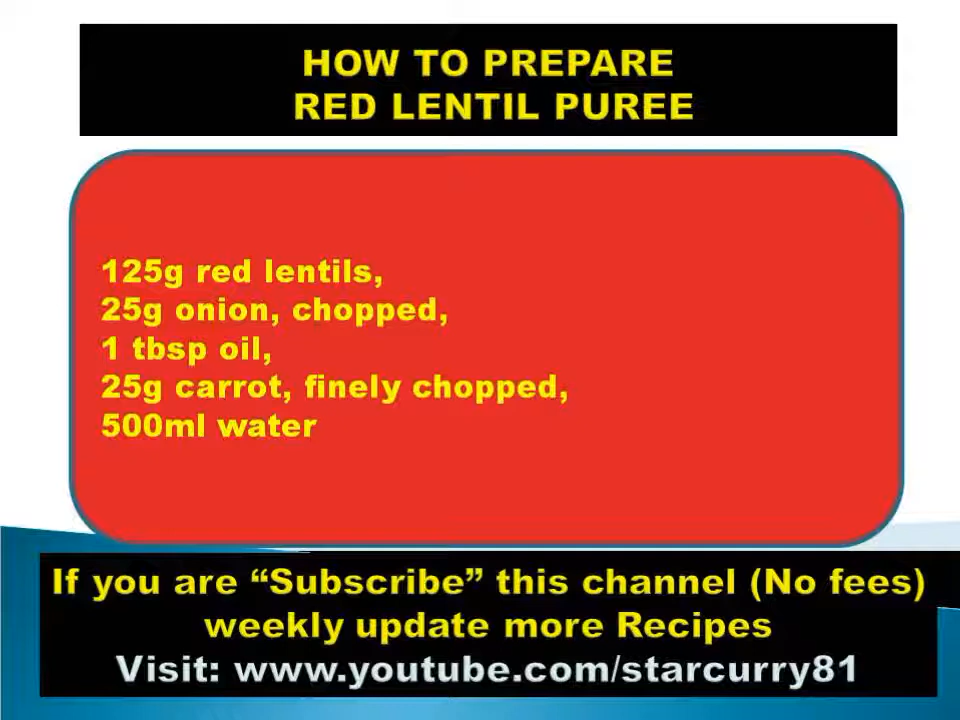 HOW TO PREPARE
RED LENTIL PUREE
125g red lentils,
25g onion, chopped,
1 tbsp oil,
25g carrot, finely chopped,
500ml water
If you are “Subscribe” this channel (No fees)
weekly update more Recipes
Visit: www.youtube.com/starcurry81